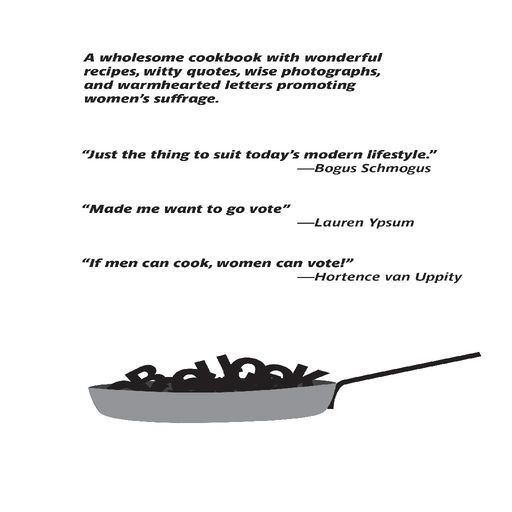 A wholesome cookbook with wonderful
recipes, witty quotes, wise photographs,
and warmhearted letters promoting
women's suffrage.
“Just the thing to suit today's modern lifestyle.”
—Bogus Schmogus
“Made me want to go vote”
—Lauren Ypsum
“If men can cook, women can vote!”
—Hortence van Uppity